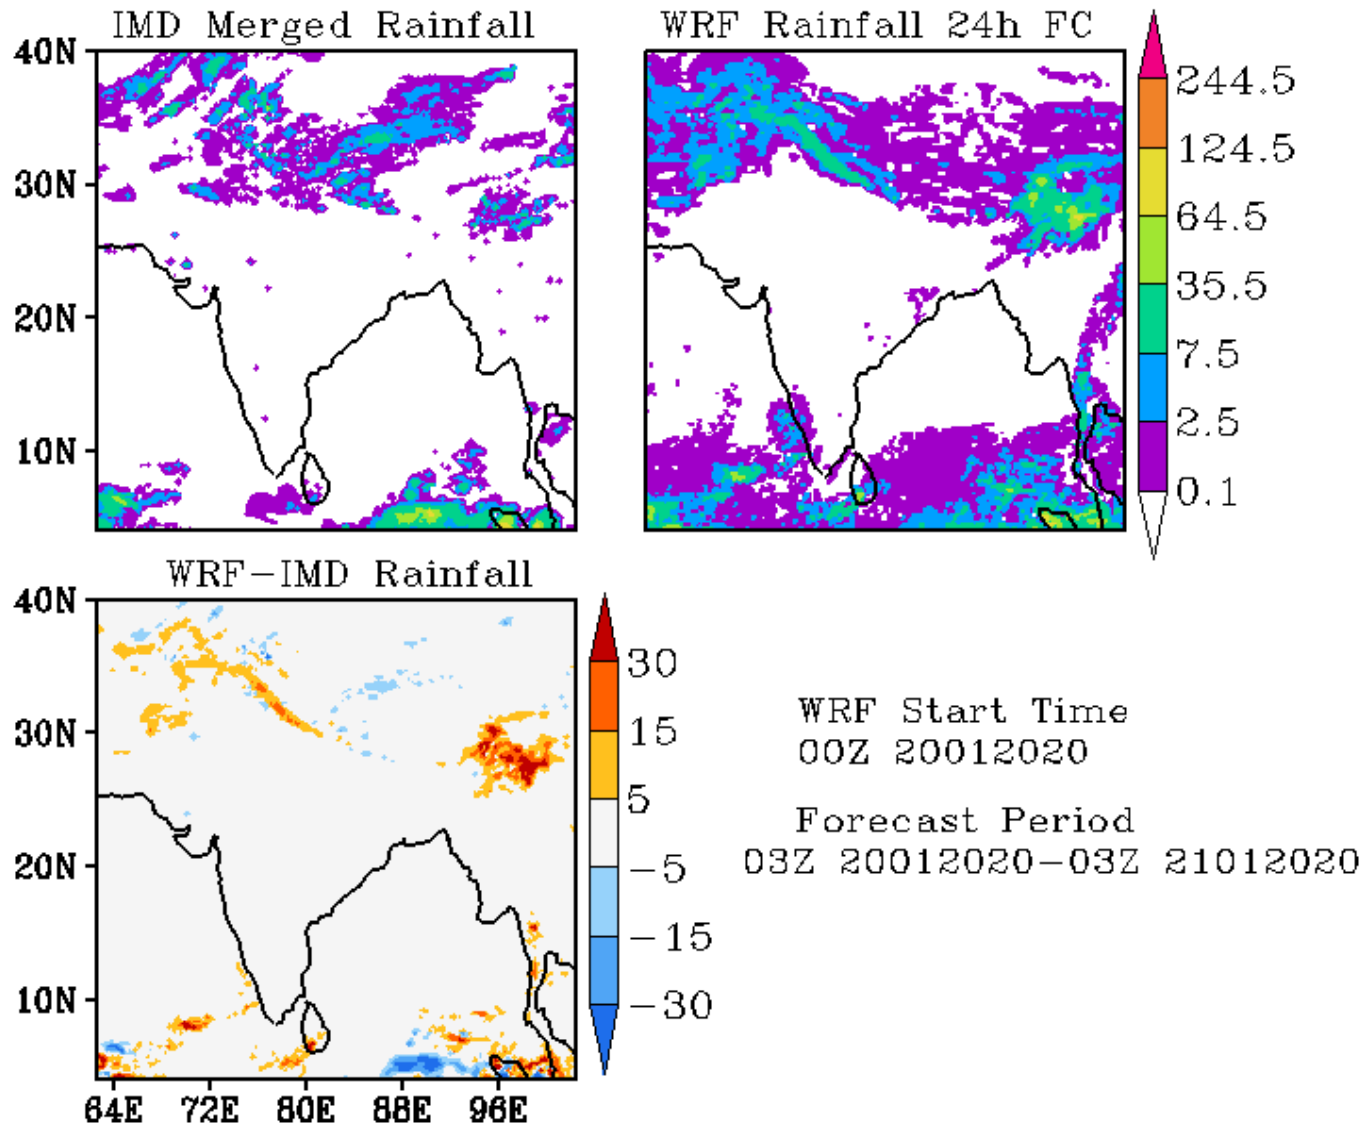 IMD Merged Rainfall
WRF Rainfall 24h FC
40N
30N
20N
10N
244.5
124.5
64.5
35.5
7.5
2.5
0.1
WRF-IMD Rainfall
40N
30N
20N
10N
64E 72E 80E 88E 96E
30
15
5
-5
-15
-30
WRF Start Time
00Z 20012020
Forecast Period
03Z 20012020-03Z 21012020